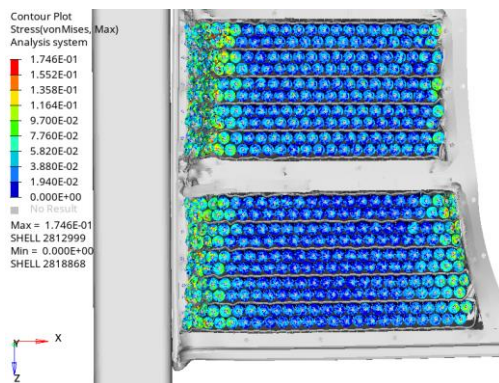 Contour Plot
Stress(vonMises, Max)
Analysis system
1.746E-01
1.552E-01
1.358E-01
1.164E-01
9.700E-02
7.760E-02
5.820E-02
3.880E-02
1.940E-02
0.000E+00
No Result
Max = 1.746E-01
SHELL 2812999
Min = 0.000E+00
SHELL 2818868
Y
X
Z